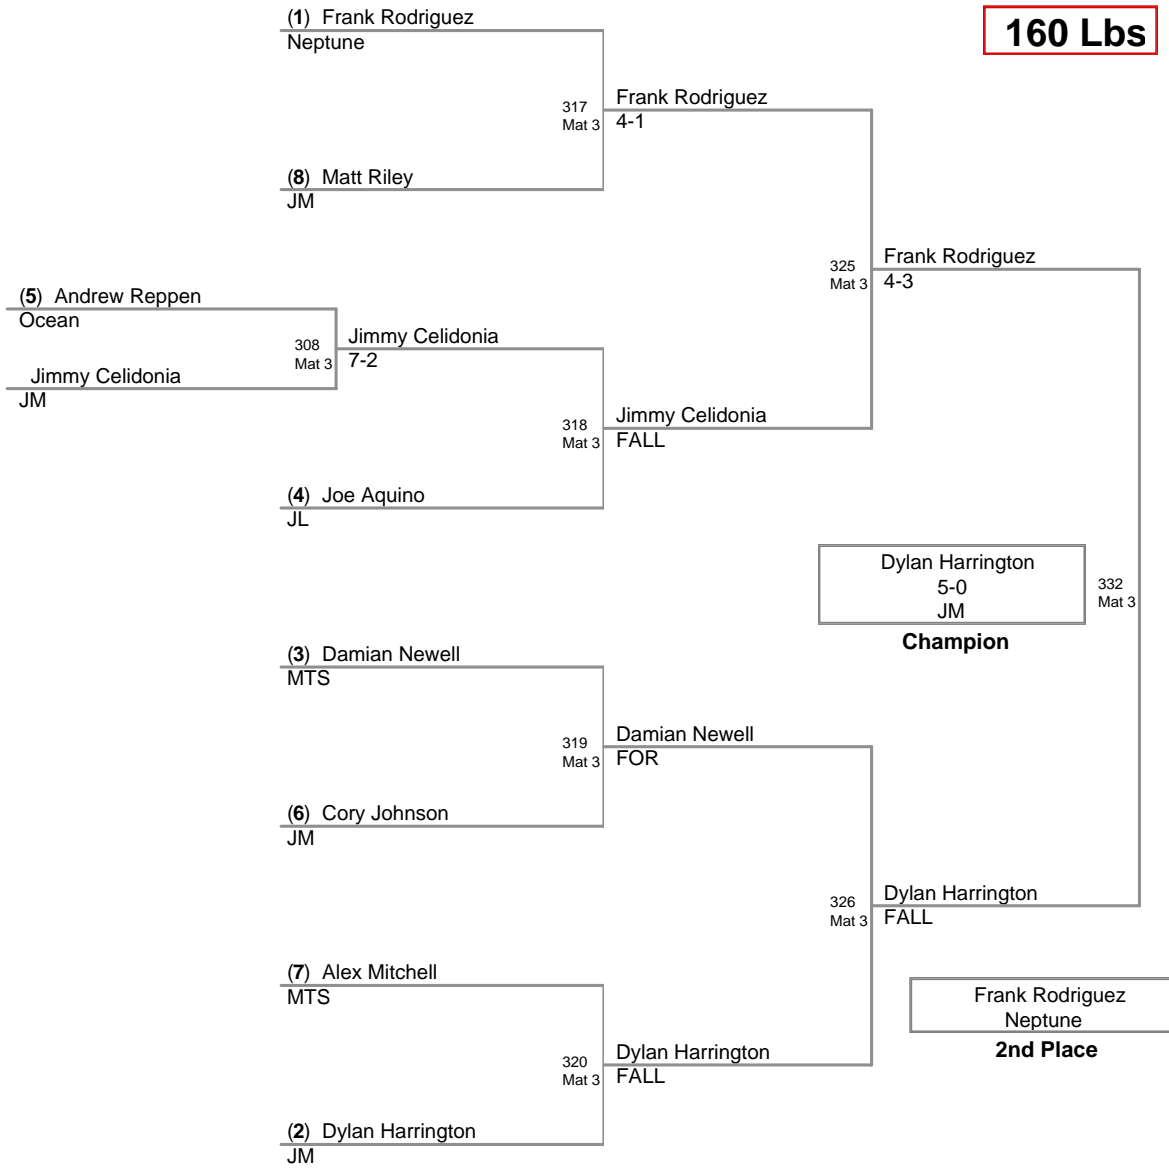 160 Lbs
(1) Frank Rodriguez
Neptune
317
Mat 3
Frank Rodriguez
4-1
(8) Matt Riley
JM
325
Mat 3
Frank Rodriguez
4-3
(5) Andrew Reppen
Ocean
308
Mat 3
Jimmy Celidonia
7-2
Jimmy Celidonia
JM
318
Mat 3
Jimmy Celidonia
FALL
(4) Joe Aquino
JL
Dylan Harrington
5-0
JM
Champion
332
Mat 3
(3) Damian Newell
MTS
319
Mat 3
Damian Newell
FOR
(6) Cory Johnson
JM
326
Mat 3
Dylan Harrington
FALL
(7) Alex Mitchell
MTS
Frank Rodriguez
Neptune
2nd Place
320
Mat 3
Dylan Harrington
FALL
(2) Dylan Harrington
JM